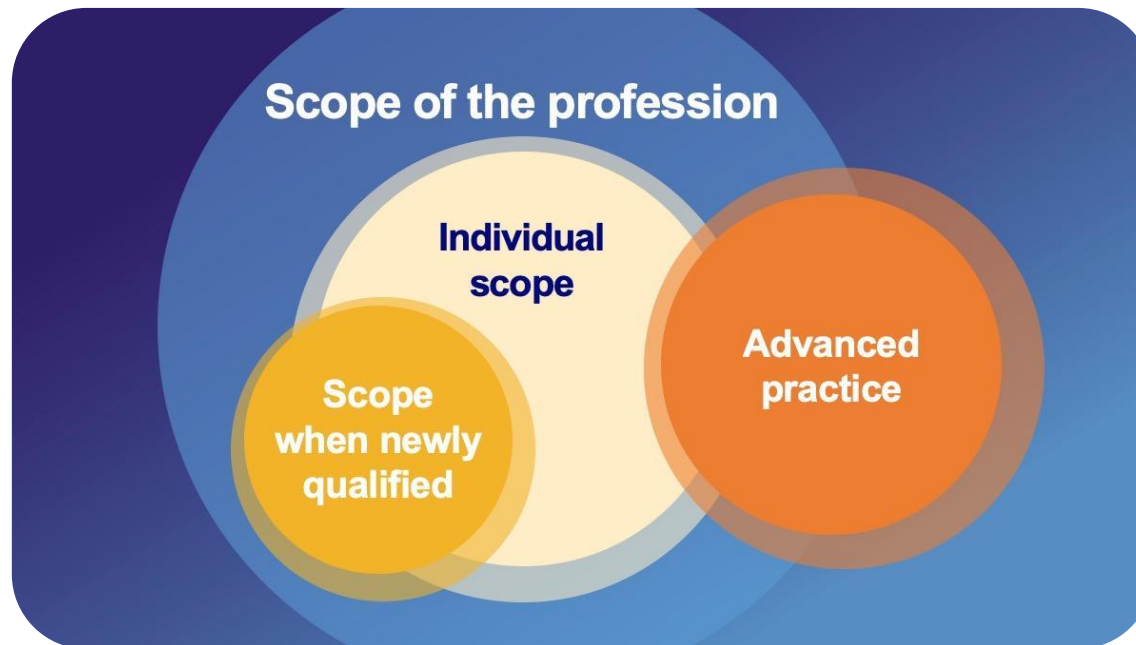 Scope of the profession
Individual
scope
Scope
when newly
qualified
Advanced
practice